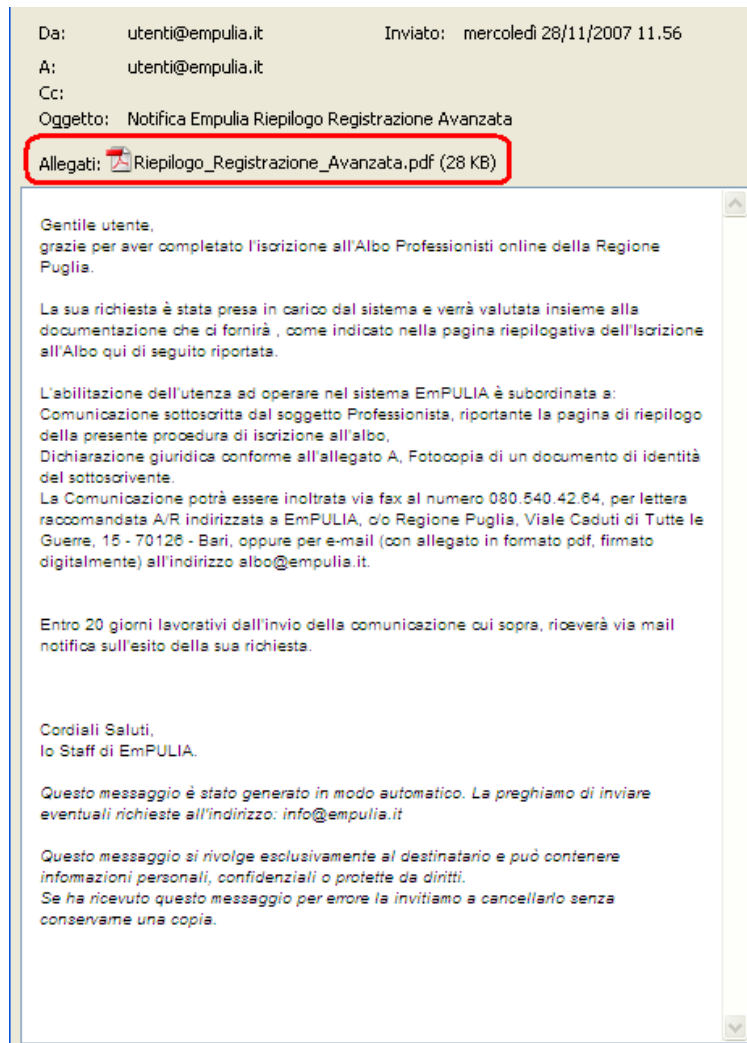 Da: utenti@empulia.it Inviato: mercoledì 28/11/2007 11.56
A: utenti@empulia.it
Cc:
Oggetto: Notifica Empulia Riepilogo Registrazione Avanzata
Allegati: Riepilogo_Registrazione_Avanzata.pdf (28 KB)
Gentile utente,
grazie per aver completato l'iscrizione all'Albo Professionisti online della Regione
Puglia.
La sua richiesta è stata presa in carico dal sistema e verrà valutata insieme alla
documentazione che ci fornirà , come indicato nella pagina riepilogativa dell'Iscrizione
all'Albo qui di seguito riportata.
L'abilitazione dell'utenza ad operare nel sistema EmPULIA è subordinata a:
Comunicazione sottoscritta dal soggetto Professionista, riportante la pagina di riepilogo
della presente procedura di iscrizione all'albo,
Dichiarazione giuridica conforme all'allegato A, Fotocopia di un documento di identità
del sottoscrivente.
La Comunicazione potrà essere inoltrata via fax al numero 080.540.42.64, per lettera
raccomandata A/R indirizzata a EmPULIA, c/o Regione Puglia, Viale Caduti di Tutte le
Guerre, 15 - 70126 - Bari, oppure per e-mail (con allegato in formato pdf, firmato
digitalmente) all'indirizzo albo@empulia.it.
Entro 20 giorni lavorativi dall'invio della comunicazione cui sopra, riceverà via mail
notifica sull'esito della sua richiesta.
Cordiali Saluti,
lo Staff di EmPULIA.
Questo messaggio è stato generato in modo automatico. La preghiamo di inviare
eventuali richieste all'indirizzo: info@empulia.it
Questo messaggio si rivolge esclusivamente al destinatario e può contenere
informazioni personali, confidenziali o protette da diritti.
Se ha ricevuto questo messaggio per errore la invitiamo a cancellarlo senza
conservarne una copia.